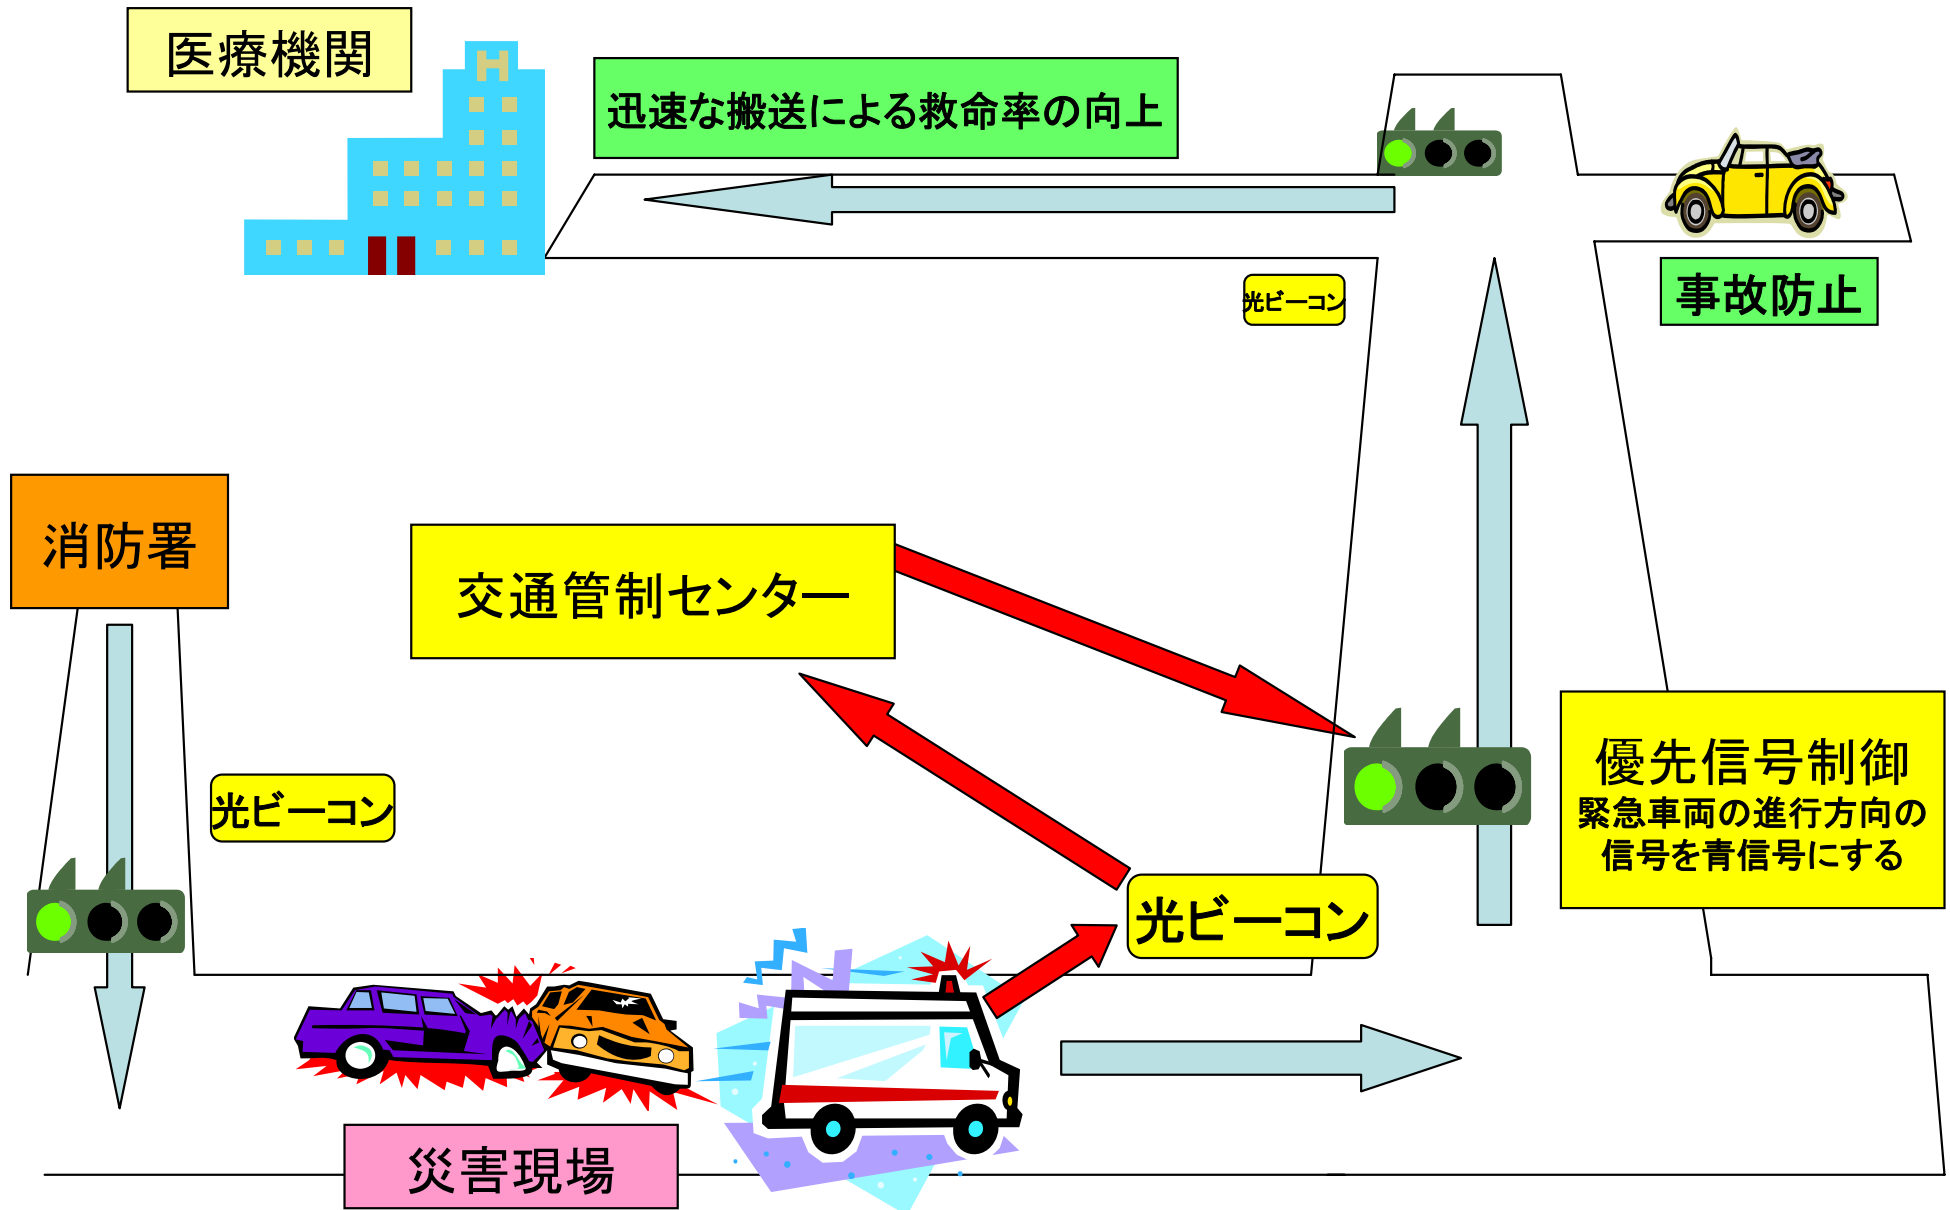 医療機関
H
迅速な搬送による救命率の向上
光ビーコン
事故防止
消防署
交通管制センター
優先信号制御
緊急車両の進行方向の
信号を青信号にする
光ビーコン
光ビーコン
災害現場